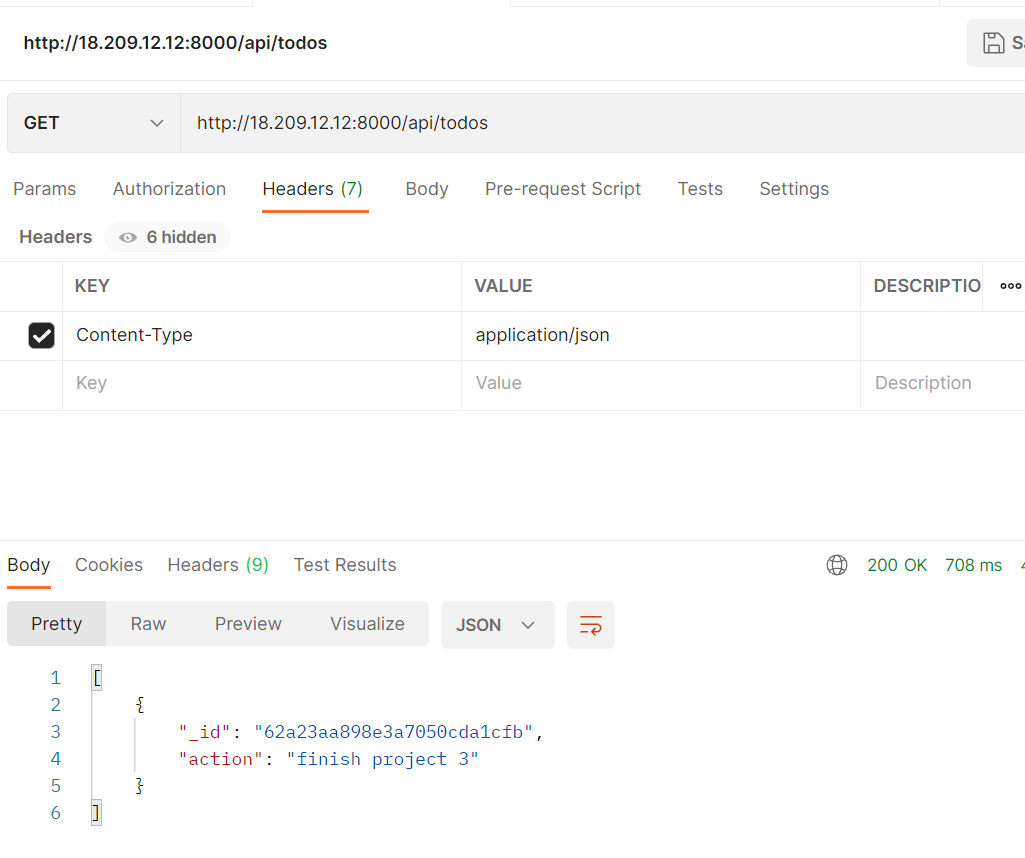 http://18.209.12.12:8000/api/todos
Sa
GET http://18.209.12.12:8000/api/todos
Params Authorization Headers (7) Body Pre-request Script Tests Settings
Headers 6 hidden
KEY VALUE DESCRIPTIO
Content-Type application/json
Key Value Description
Body Cookies Headers (9) Test Results 200 OK 708 ms
Pretty Raw Preview Visualize JSON
1 [
2 {
3 "_id": "62a23aa898e3a7050cda1cfb",
4 "action": "finish project 3"
5 }
6 ]